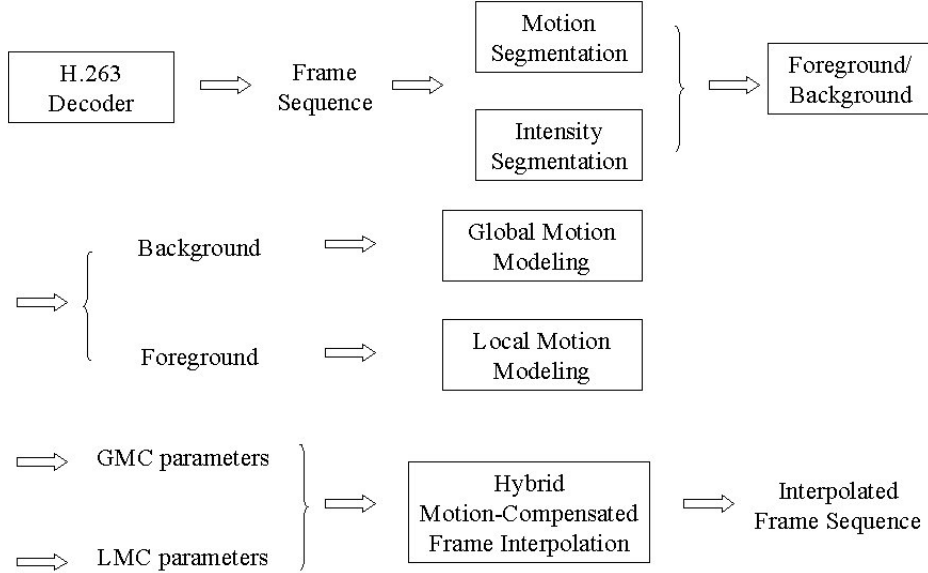 H.263
Decoder
Frame
Sequence
Motion
Segmentation
Intensity
Segmentation
Foreground/
Background
Background
Global Motion
Modeling
Foreground
Local Motion
Modeling
GMC parameters
LMC parameters
Hybrid
Motion-Compensated
Frame Interpolation
Interpolated
Frame Sequence